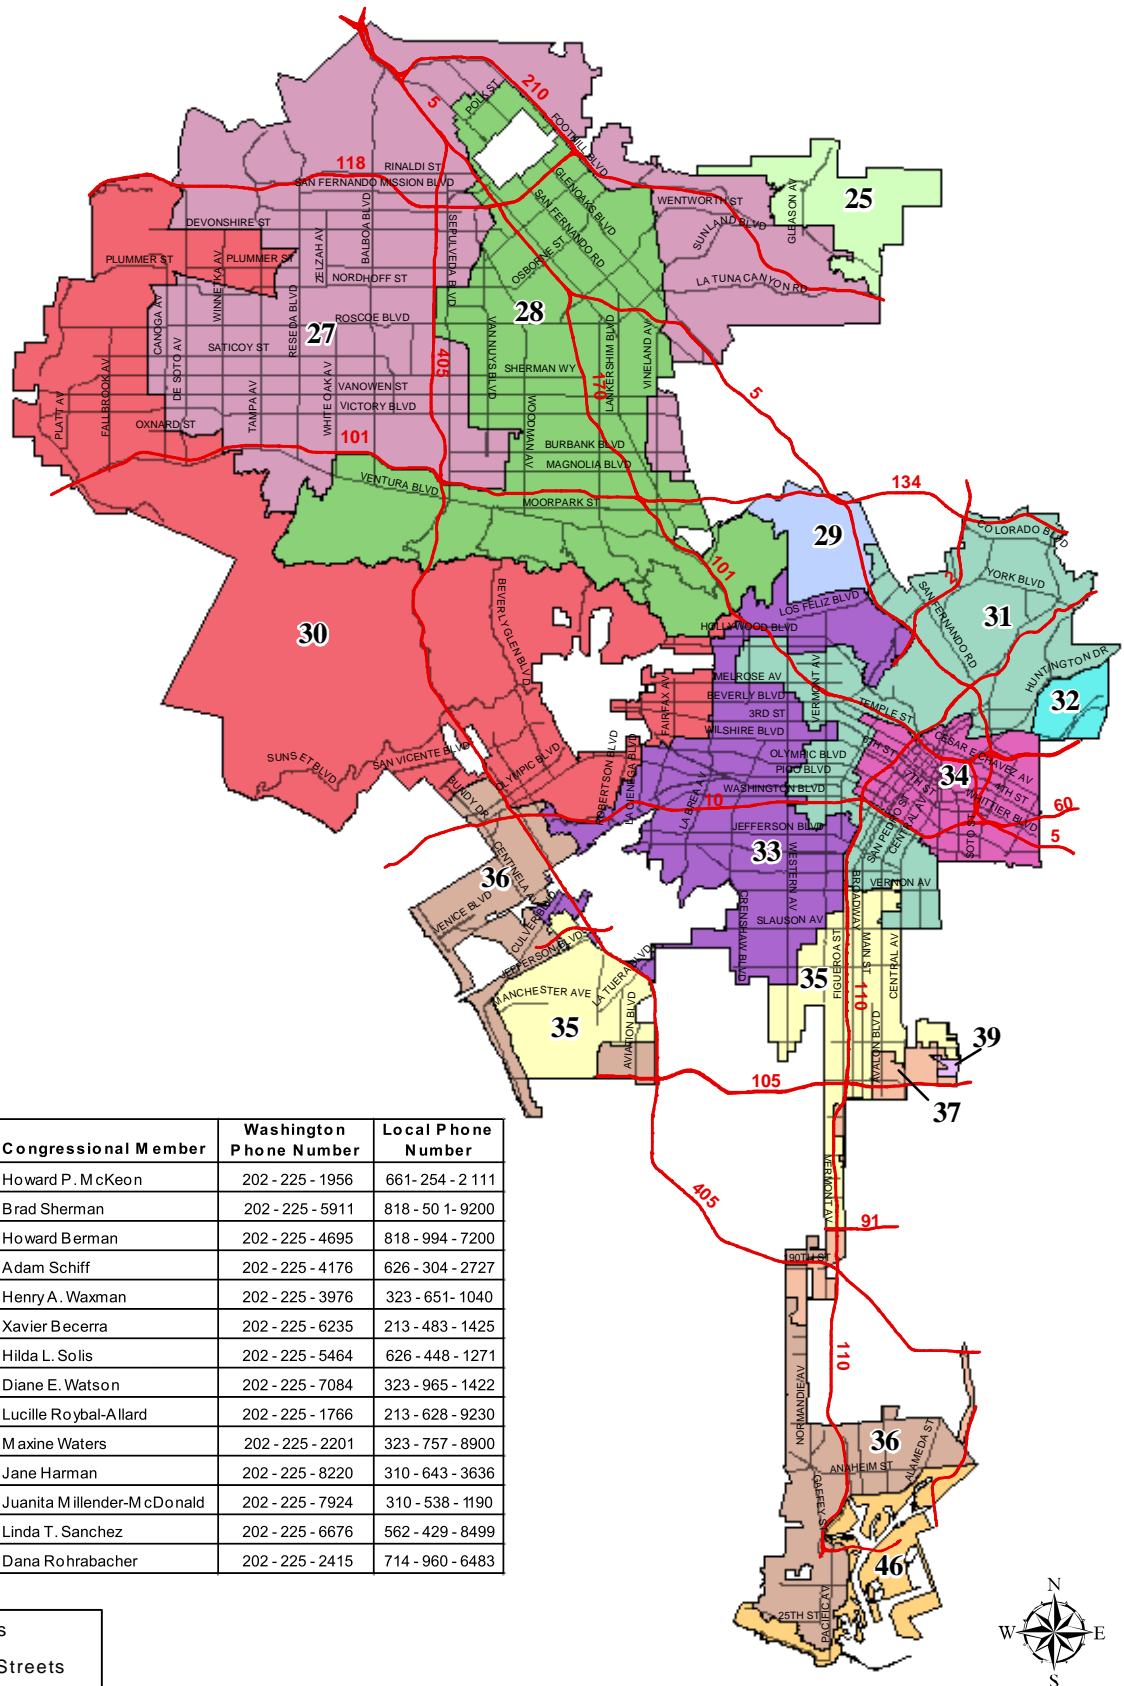 210
5
POLK ST
FOOTHILL BLVD
118
RINALDI ST
SAN FERNANDO MISSION BLVD
GLENOAKS BLVD
SAN FERNANDO RD
WENTWORTH ST
SUNLAND BLVD
GLEASON AV
25
DEVONSHIRE ST
BALBOA BLVD
SEPULVEDA BLVD
PLUMMER ST
PLUMMER ST
ZELZAH AV
NORDHOFF ST
OSBORNE ST
LA TUNA CANYON RD
WINNETKA AV
CANOGA AV
RESEDA BLVD
27
ROSCOE BLVD
28
VAN NUYS BLVD
LANKERSHIM BLVD
VINELAND AV
SATICOY ST
DE SOTO AV
405
SHERMAN WY
170
5
FALLBROOK AV
PLATT AV
TAMPA AV
WHITE OAK AV
VANOWEN ST
VICTORY BLVD
WOODMAN AV
OXNARD ST
101
BURBANK BLVD
MAGNOLIA BLVD
VENTURA BLVD
MOORPARK ST
134
29
COLORADO BLVD
101
2
YORK BLVD
BEVERLY GLEN BLVD
LOS FELIZ BLVD
SAN FERNANDO RD
31
30
HOLLYWOOD BLVD
HUNTINGTON DR
MELROSE AV
VERMONT AV
FAIRFAX AV
BEVERLY BLVD
3RD ST
TEMPLE ST
32
WILSHIRE BLVD
6TH ST
CESAR E CHAVEZ AV
SUNSET BLVD
SAN VICENTE BLVD
OLYMPIC BLVD
ROBERTSON BLVD
LA CIENEGA BLVD
OLYMPIC BLVD
PICO BLVD
7TH ST
34
4TH ST
BUNDY DR
LA BREA AV
WASHINGTON BLVD
WHITTIER BLVD
10
60
SAN PEDRO ST
CENTRAL AV
SOTO ST
5
JEFFERSON BLVD
33
WESTERN AV
CENTINELA AV
36
BROADWAY
VERNON AV
VENICE BLVD
CULVER BLVD
CRENSHAW BLVD
SLAUSON AV
JEFFERSON BLVD
FIGUEROA ST
MAIN ST
CENTRAL AV
MANCHESTER AVE
LA TIJERA BLVD
35
110
35
AVIATION BLVD
AVALON BLVD
39
105
37
Congressional Member Washington Phone Number Local Phone Number
Howard P. McKeon 202-225-1956 661-254-2111
Brad Sherman 202-225-5911 818-501-9200
Howard Berman 202-225-4695 818-994-7200
Adam Schiff 202-225-4176 626-304-2727
Henry A. Waxman 202-225-3976 323-651-1040
Xavier Becerra 202-225-6235 213-483-1425
Hilda L. Solis 202-225-5464 626-448-1271
Diane E. Watson 202-225-7084 323-965-1422
Lucille Roybal-Allard 202-225-1766 213-628-9230
Maxine Waters 202-225-2201 323-757-8900
Jane Harman 202-225-8220 310-643-3636
Juanita Millender-McDonald 202-225-7924 310-538-1190
Linda T. Sanchez 202-225-6676 562-429-8499
Dana Rohrabacher 202-225-2415 714-960-6483
VERMONT AV
405
91
190TH ST
110
NORMANDIE AV
36
ALAMEDA ST
ANAHEIM ST
GAFFEY ST
46
25TH ST
PACIFIC AV
s
Streets
N
W
E
S